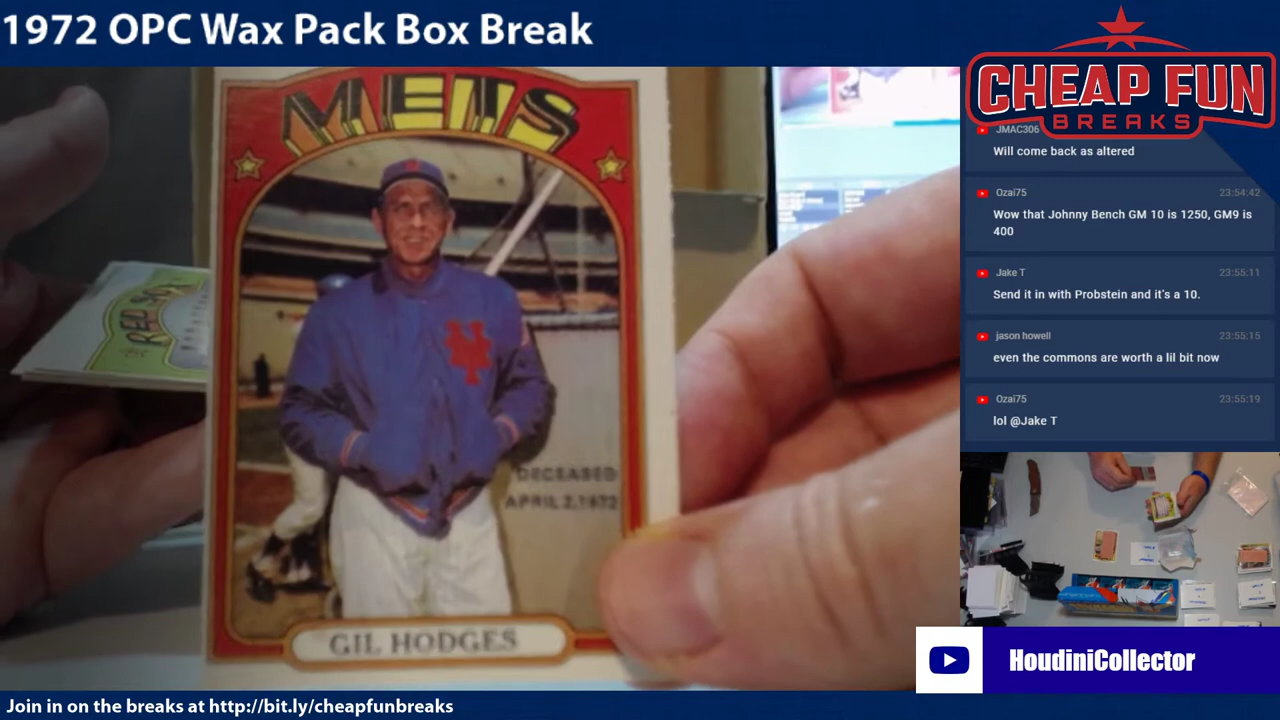 1972 OPC Wax Pack Box Break
METS
RED SOX
DECEASED
APRIL 2, 1972
GIL HODGES
CHEAP FUN
BREAKS
JMAC306
Will come back as altered
Ozai75 23:54:42
Wow that Johnny Bench GM 10 is 1250, GM9 is
400
Jake T 23:55:11
Send it in with Probstein and it's a 10.
jason howell 23:55:15
even the commons are worth a lil bit now
Ozai75 23:55:19
lol @Jake T
HoudiniCollector
Join in on the breaks at http://bit.ly/cheapfunbreaks